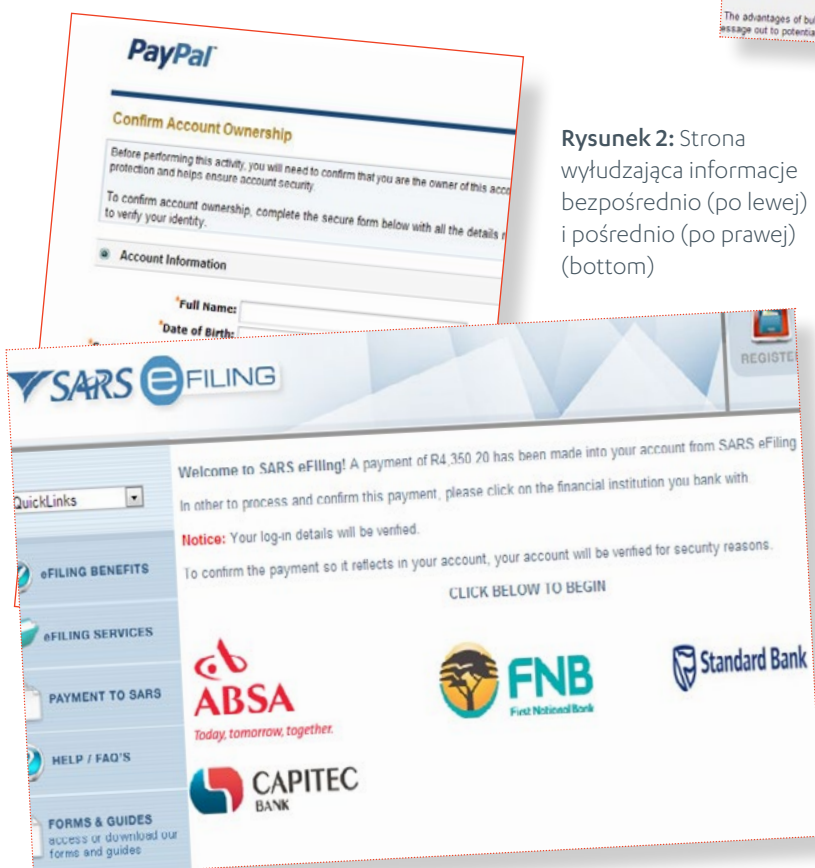 The advantages of
essage out to
PayPal
Confirm Account Ownership
Before performing this activity, you will need to confirm that you are the owner of this
protection and helps ensure account security.
To confirm account ownership, complete the secure form below with all the details
to verify your identity.
Account Information
*Full Name:
*Date of Birth:
Rysunek 2: Strona
wyłudzająca informacje
bezpośrednio (po lewej)
i pośrednio (po prawej)
(bottom)
SARS eFILING
QuickLinks
eFILING BENEFITS
eFILING SERVICES
PAYMENT TO SARS
HELP / FAQ'S
FORMS & GUIDES
access or download our
forms and guides
Welcome to SARS eFiling! A payment of R4,350 20 has been made into your account from SARS eFiling
In other to process and confirm this payment, please click on the financial institution you bank with.
Notice: Your log-in details will be verified.
To confirm the payment so it reflects in your account, your account will be verified for security reasons.
CLICK BELOW TO BEGIN
ABSA
Today, tomorrow, together.
FNB
First National Bank
Standard Bank
CAPITEC
BANK